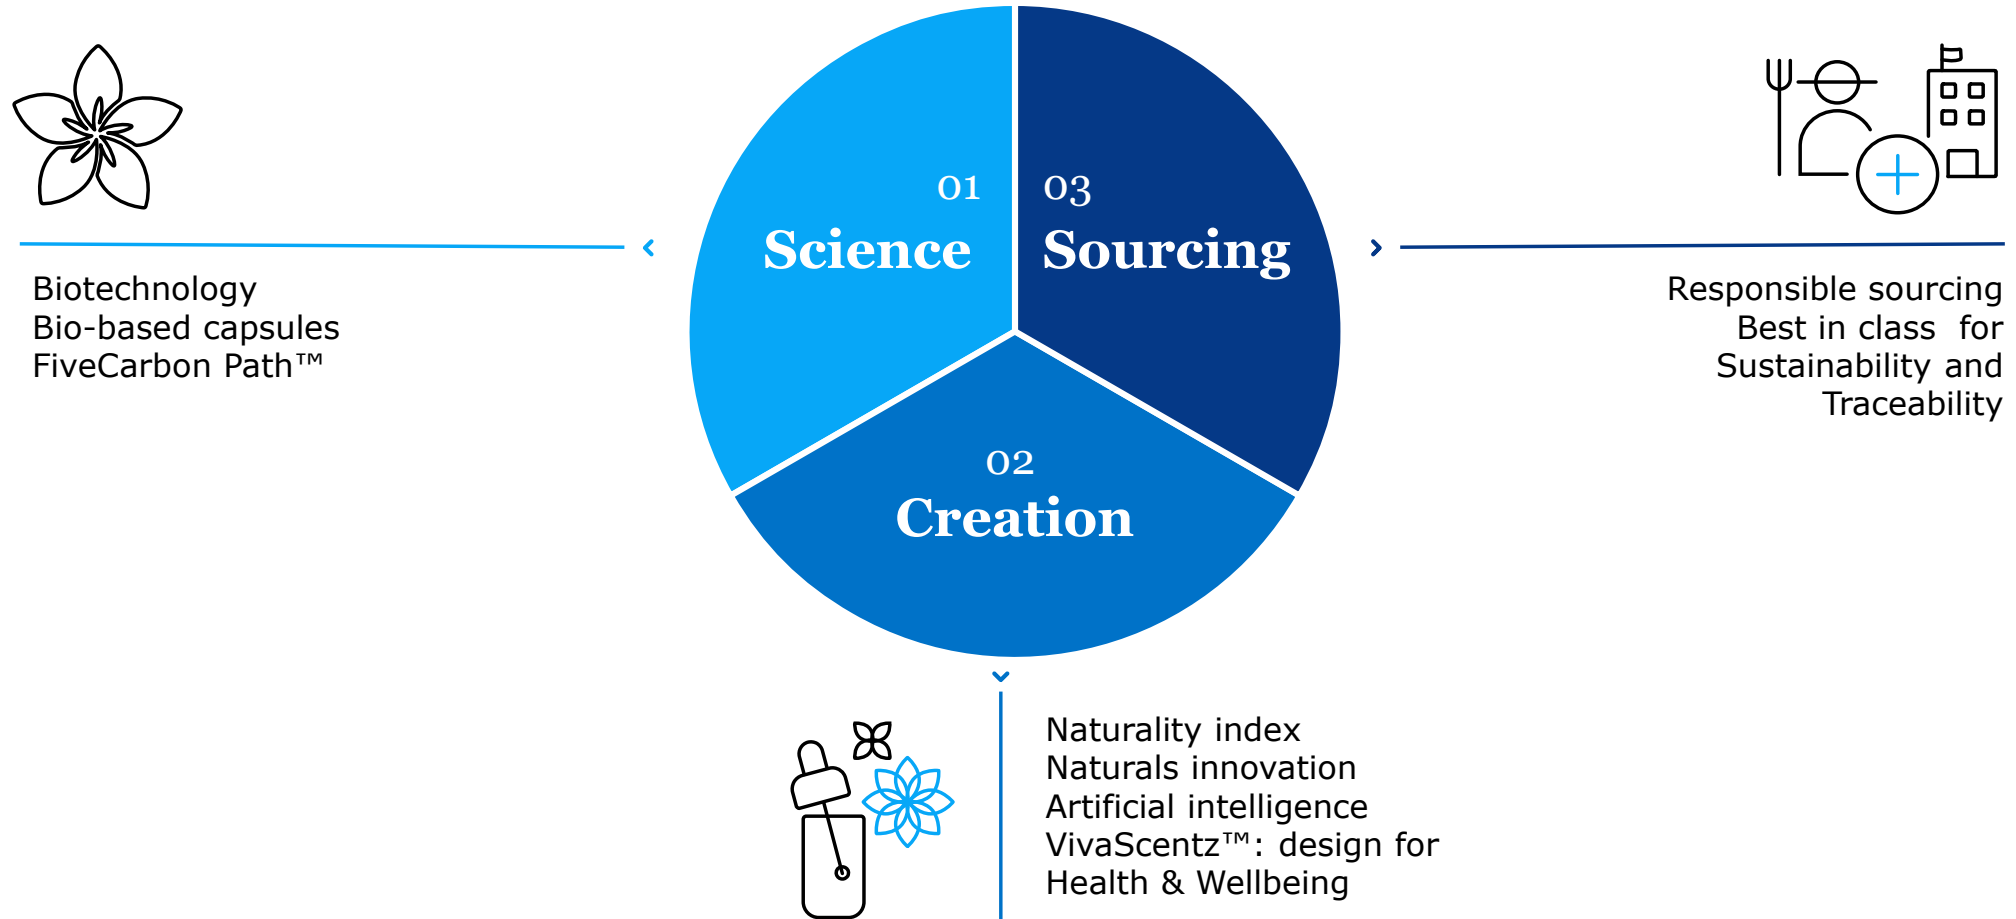 01
Science
Biotechnology
Bio-based capsules
FiveCarbon Path™
03
Sourcing
Responsible sourcing
Best in class  for
Sustainability and
Traceability
02
Creation
Naturality index
Naturals innovation
Artificial intelligence
VivaScentz™: design for
Health & Wellbeing